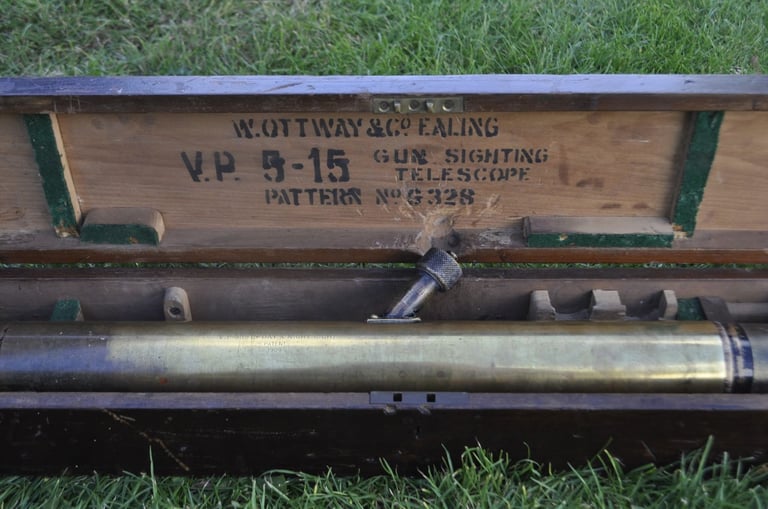 W. OTTWAY & Co EALING
V.P. 5-15 GUN SIGHTING TELESCOPE
PATTERN No G 328